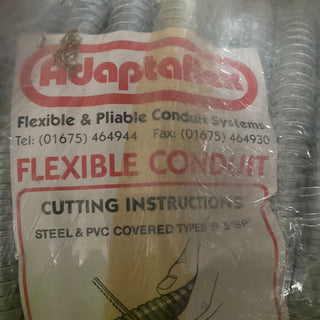 Adaptaflex
Flexible & Pliable Conduit Systems
Tel: (01675) 464944 Fax: (01675) 464930
FLEXIBLE CONDUIT
CUTTING INSTRUCTIONS
STEEL & PVC COVERED TYPES